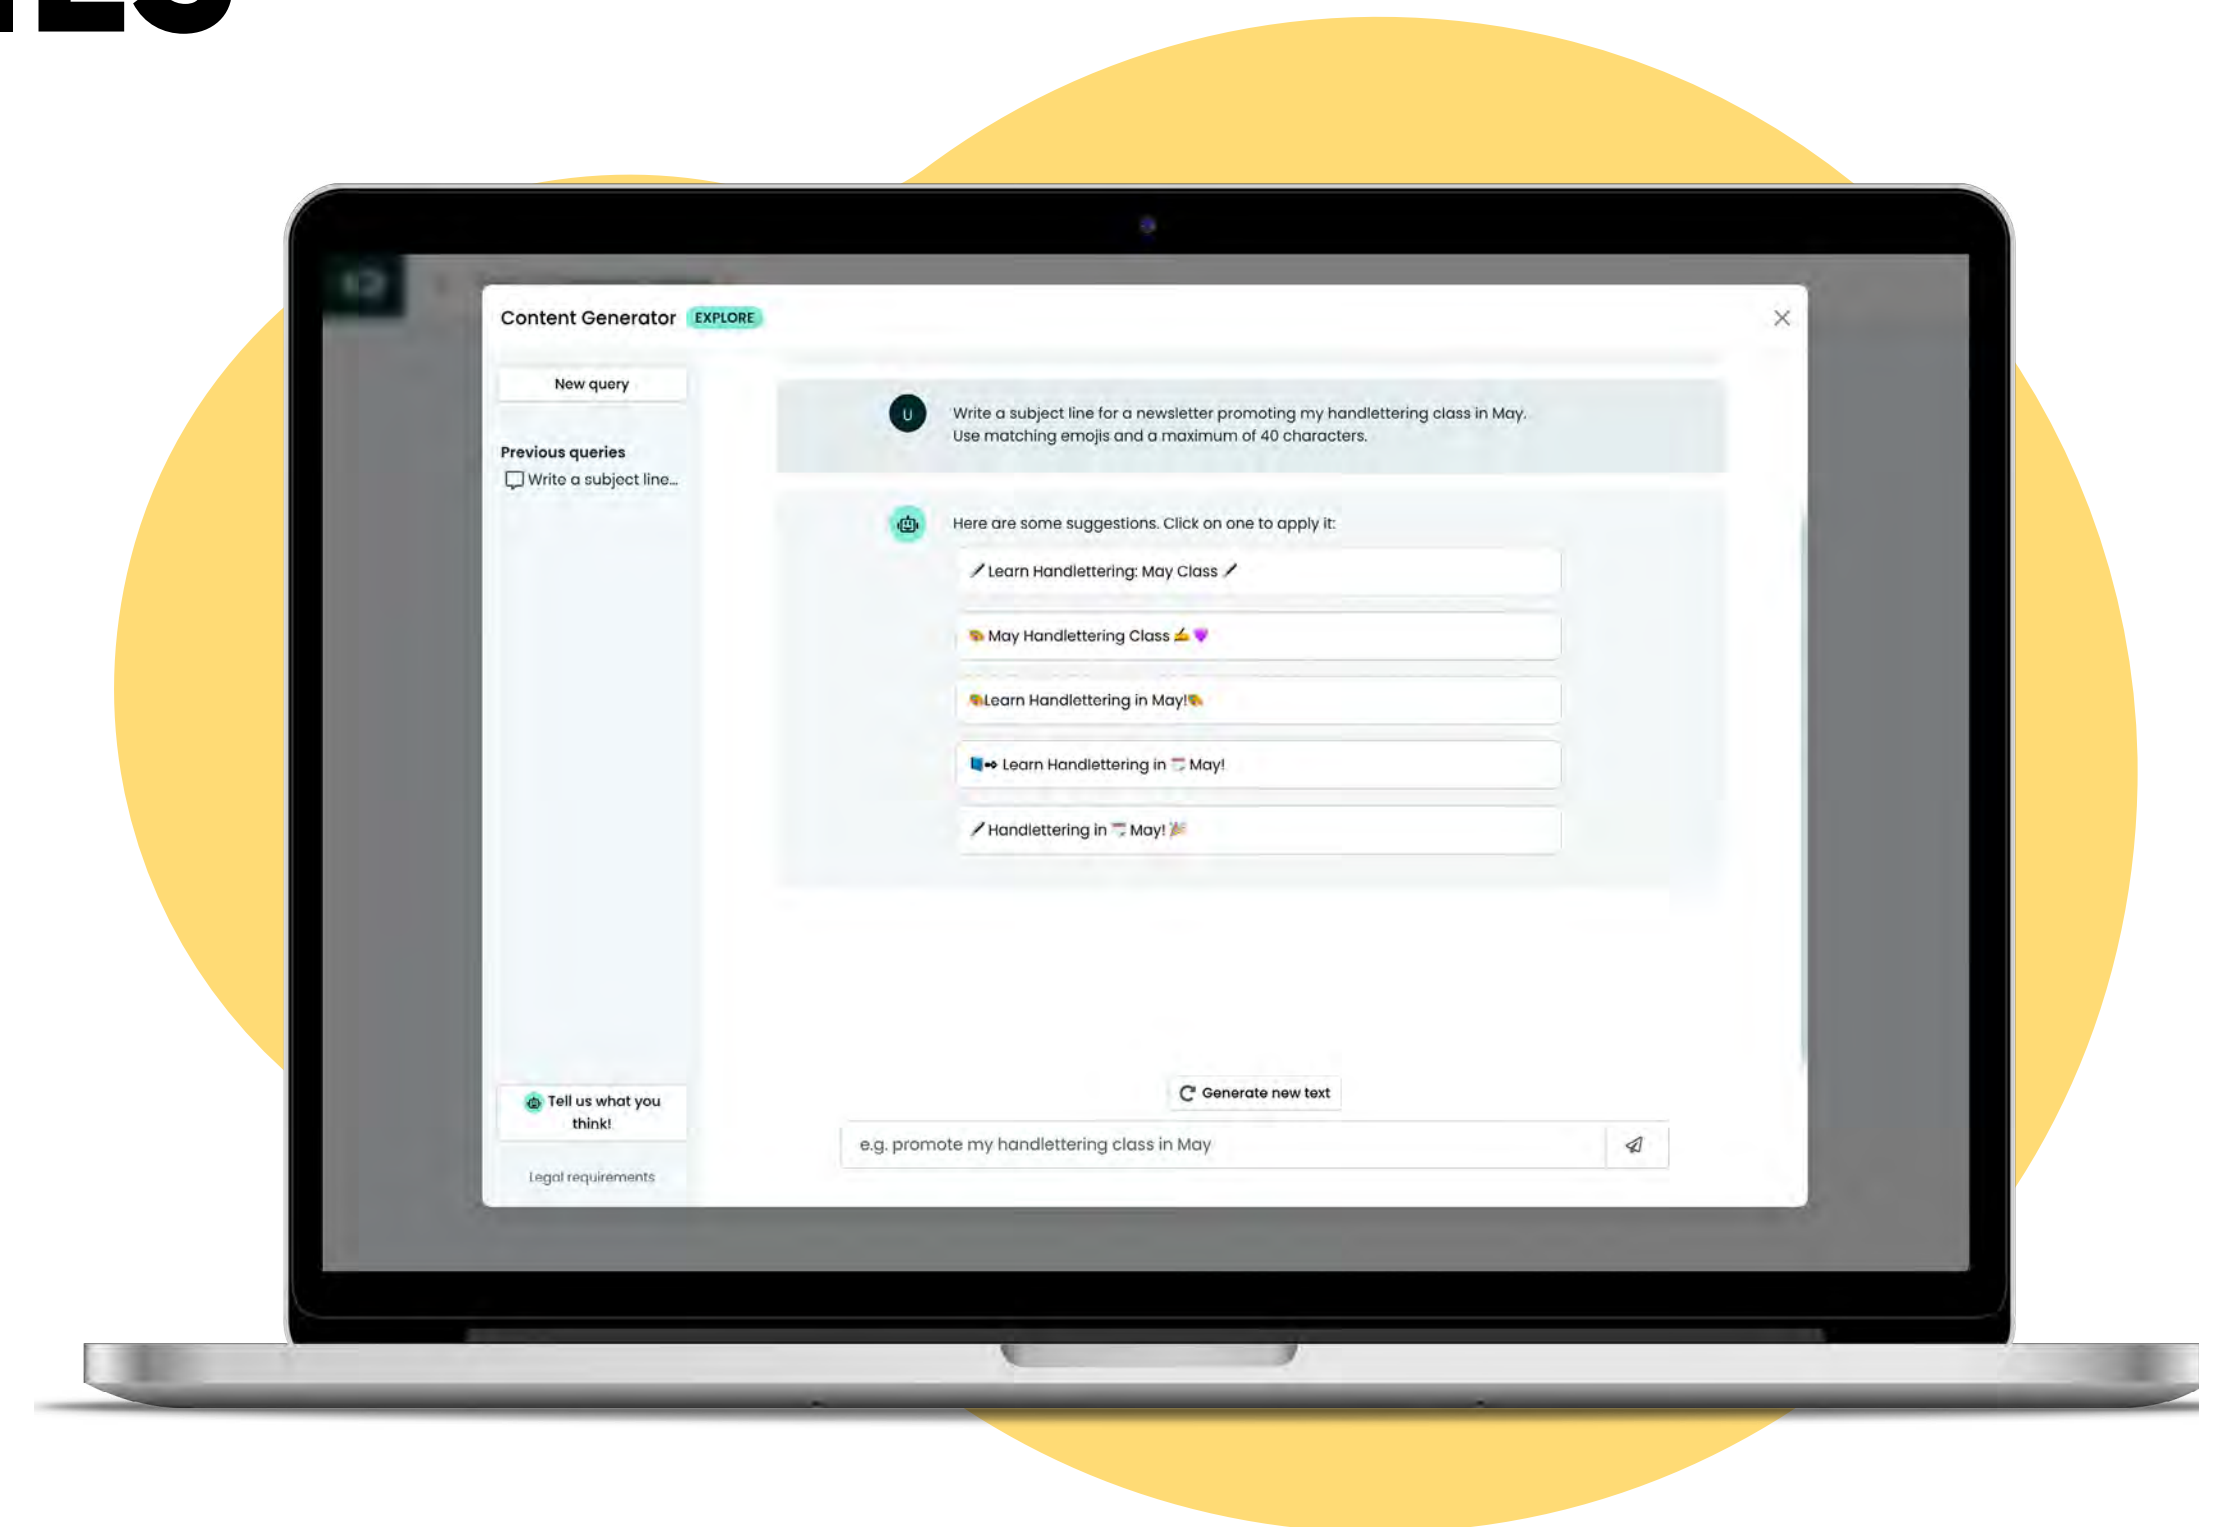 Content Generator EXPLORE
New query
Previous queries
Write a subject line...
U
Write a subject line for a newsletter promoting my handlettering class in May.
Use matching emojis and a maximum of 40 characters.
Here are some suggestions. Click on one to apply it:
🖊 Learn Handlettering: May Class 🖊
🎨 May Handlettering Class ✍️ 💜
🎨Learn Handlettering in May!🎨
📘✒ Learn Handlettering in 🗓 May!
🖊 Handlettering in 🗓 May! 🎉
Generate new text
e.g. promote my handlettering class in May
Tell us what you
think!
Legal requirements